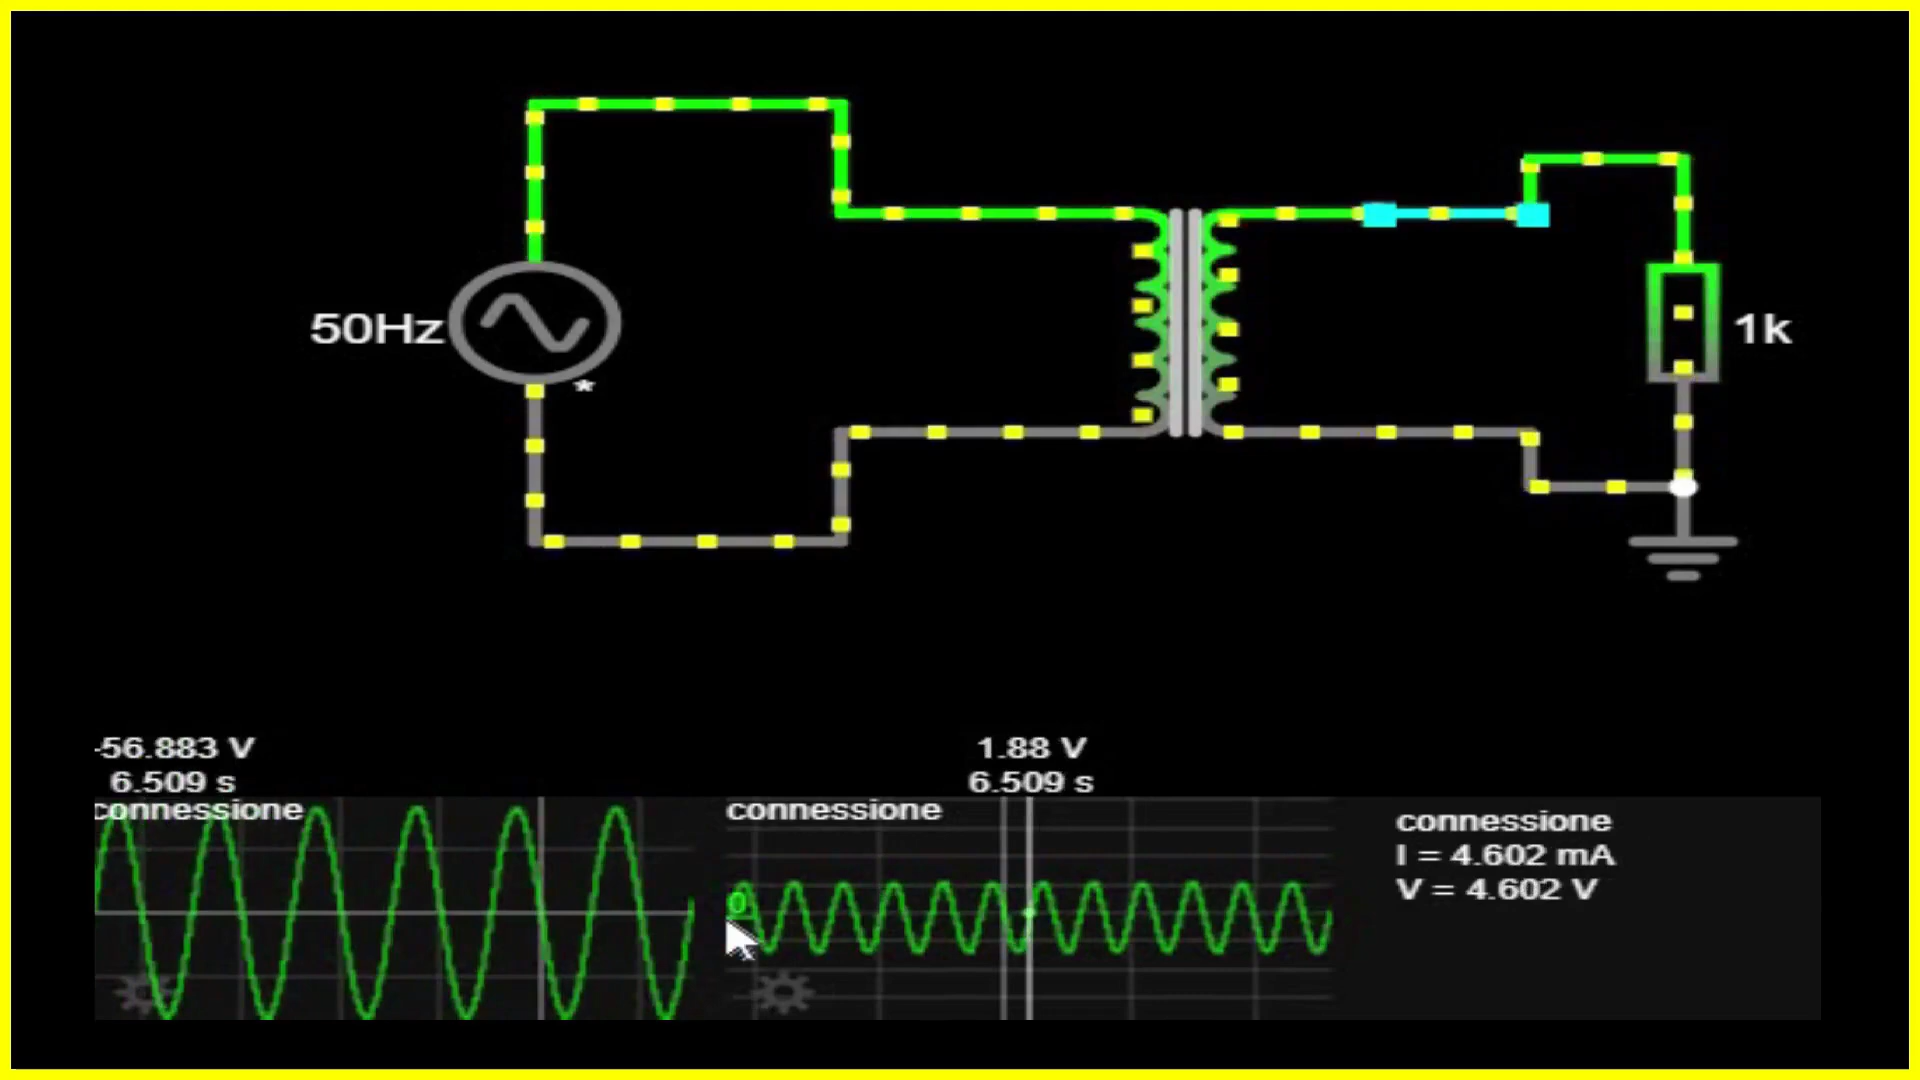 50Hz
*
1k
-56.883 V
6.509 s
connessione
1.88 V
6.509 s
connessione
0
connessione
I = 4.602 mA
V = 4.602 V